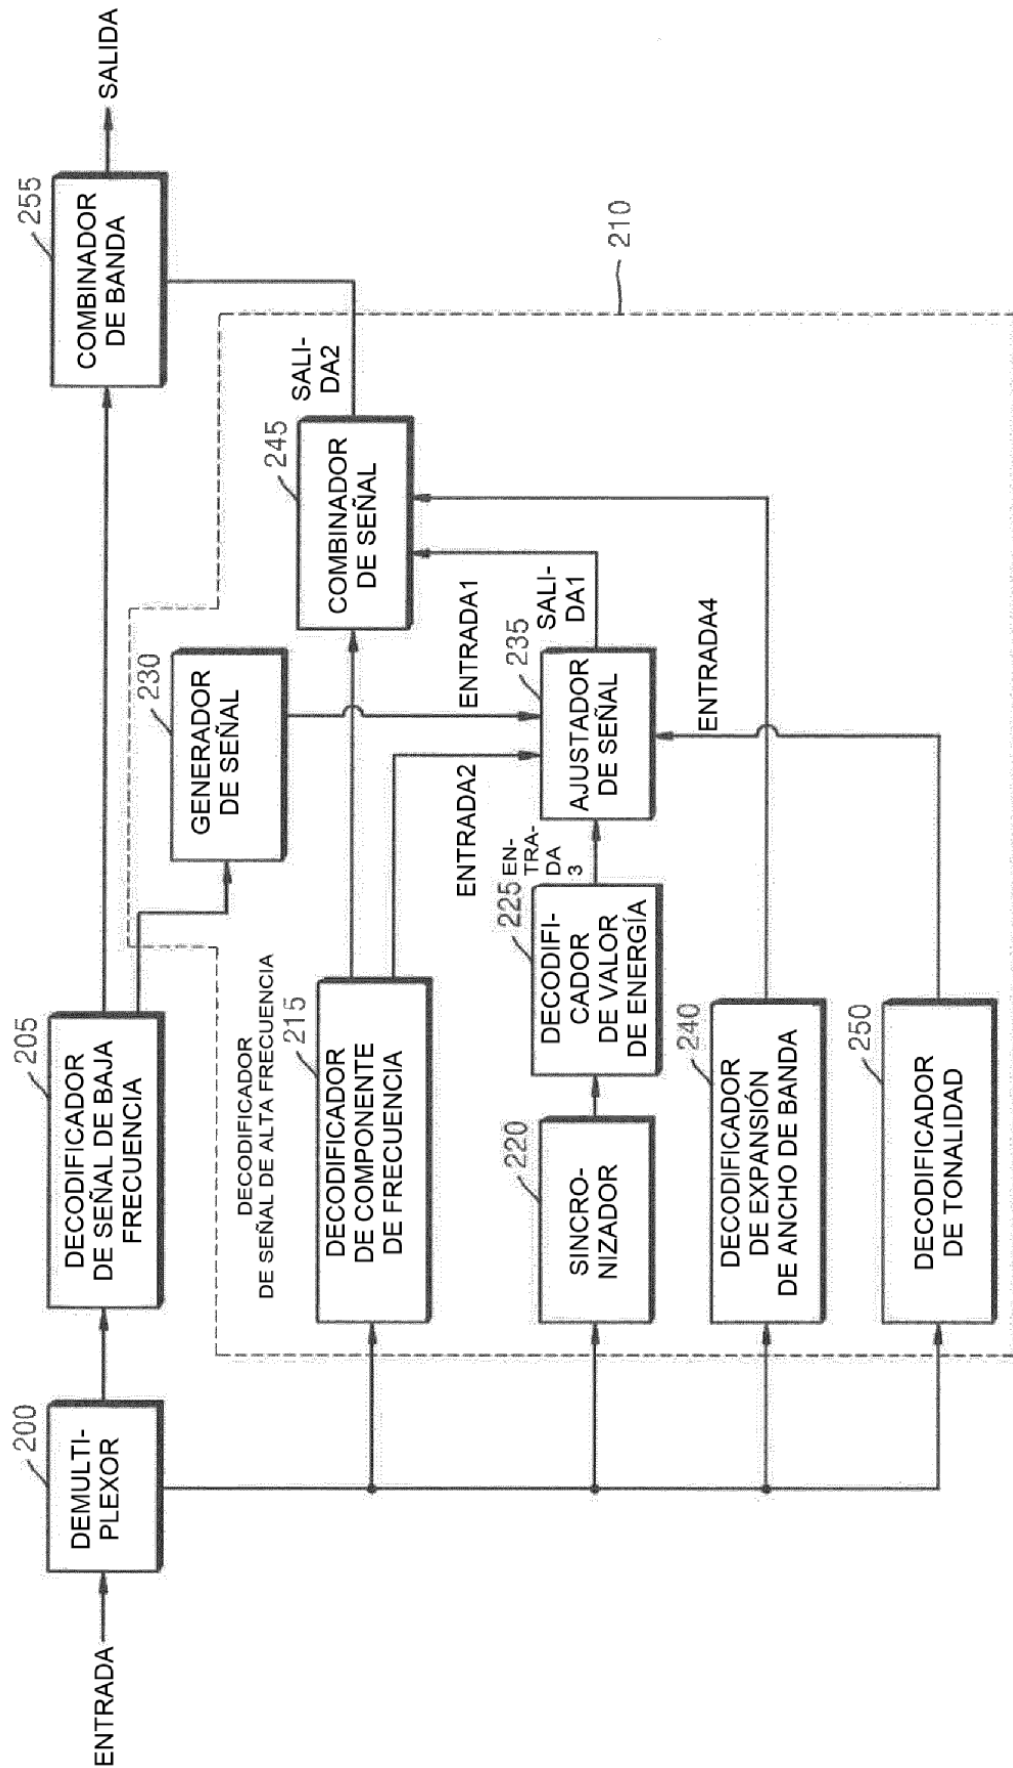 ENTRADA
200
DEMULTI-
PLEXOR
205
DECODIFICADOR
DE SEÑAL DE BAJA
FRECUENCIA
255
COMBINADOR
DE BANDA
SALIDA
230
GENERADOR
DE SEÑAL
210
DECODIFICADOR
DE SEÑAL DE ALTA FRECUENCIA
215
DECODIFICADOR
DE COMPONENTE
DE FRECUENCIA
245
COMBINADOR
DE SEÑAL
SALI-
DA2
ENTRADA1
ENTRADA2
220
SINCRO-
NIZADOR
225
DECODIFI-
CADOR
DE VALOR
DE ENERGÍA
EN-
TRA-
DA
3
235
AJUSTADOR
DE SEÑAL
SALI-
DA1
ENTRADA4
240
DECODIFICADOR
DE EXPANSIÓN
DE ANCHO DE BANDA
250
DECODIFICADOR
DE TONALIDAD